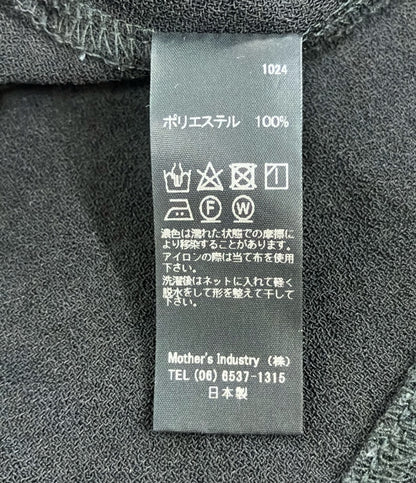 1024
ポリエステル 100%
F W
濃色は濡れた状態での摩擦に
より移染することがあります。
アイロンの際は当て布を使用
下さい。
洗濯後はネットに入れて軽く
脱水をして形を整えて干して
下さい。
Mother's Industry (株)
TEL (06) 6537-1315
日本製